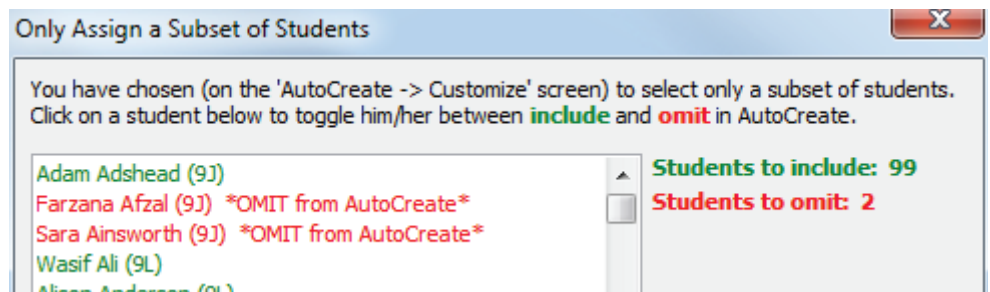 Only Assign a Subset of Students
X
You have chosen (on the 'AutoCreate -> Customize' screen) to select only a subset of students.
Click on a student below to toggle him/her between include and omit in AutoCreate.
Adam Adshead (9J)
Farzana Afzal (9J) *OMIT from AutoCreate*
Sara Ainsworth (9J) *OMIT from AutoCreate*
Wasif Ali (9L)
Students to include: 99
Students to omit: 2